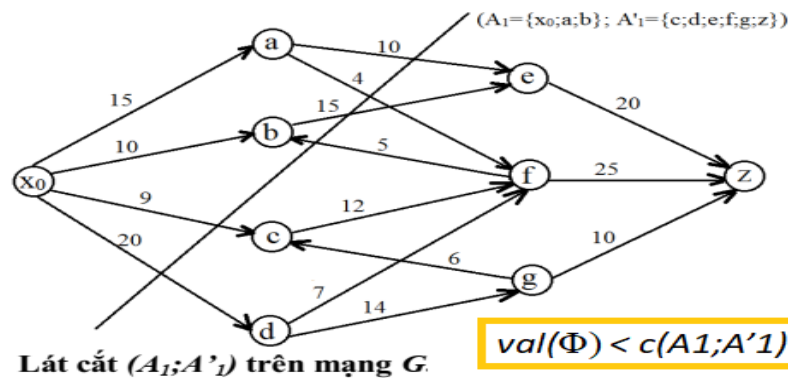 (A₁={x₀;a;b}; A'₁={c;d;e;f;g;z})
a
10
4
e
15
15
20
b
10
5
x₀
f
25
z
9
12
c
20
6
10
7
g
14
d
Lát cắt (A₁;A'₁) trên mạng G.
val(Φ) < c(A1;A'1)